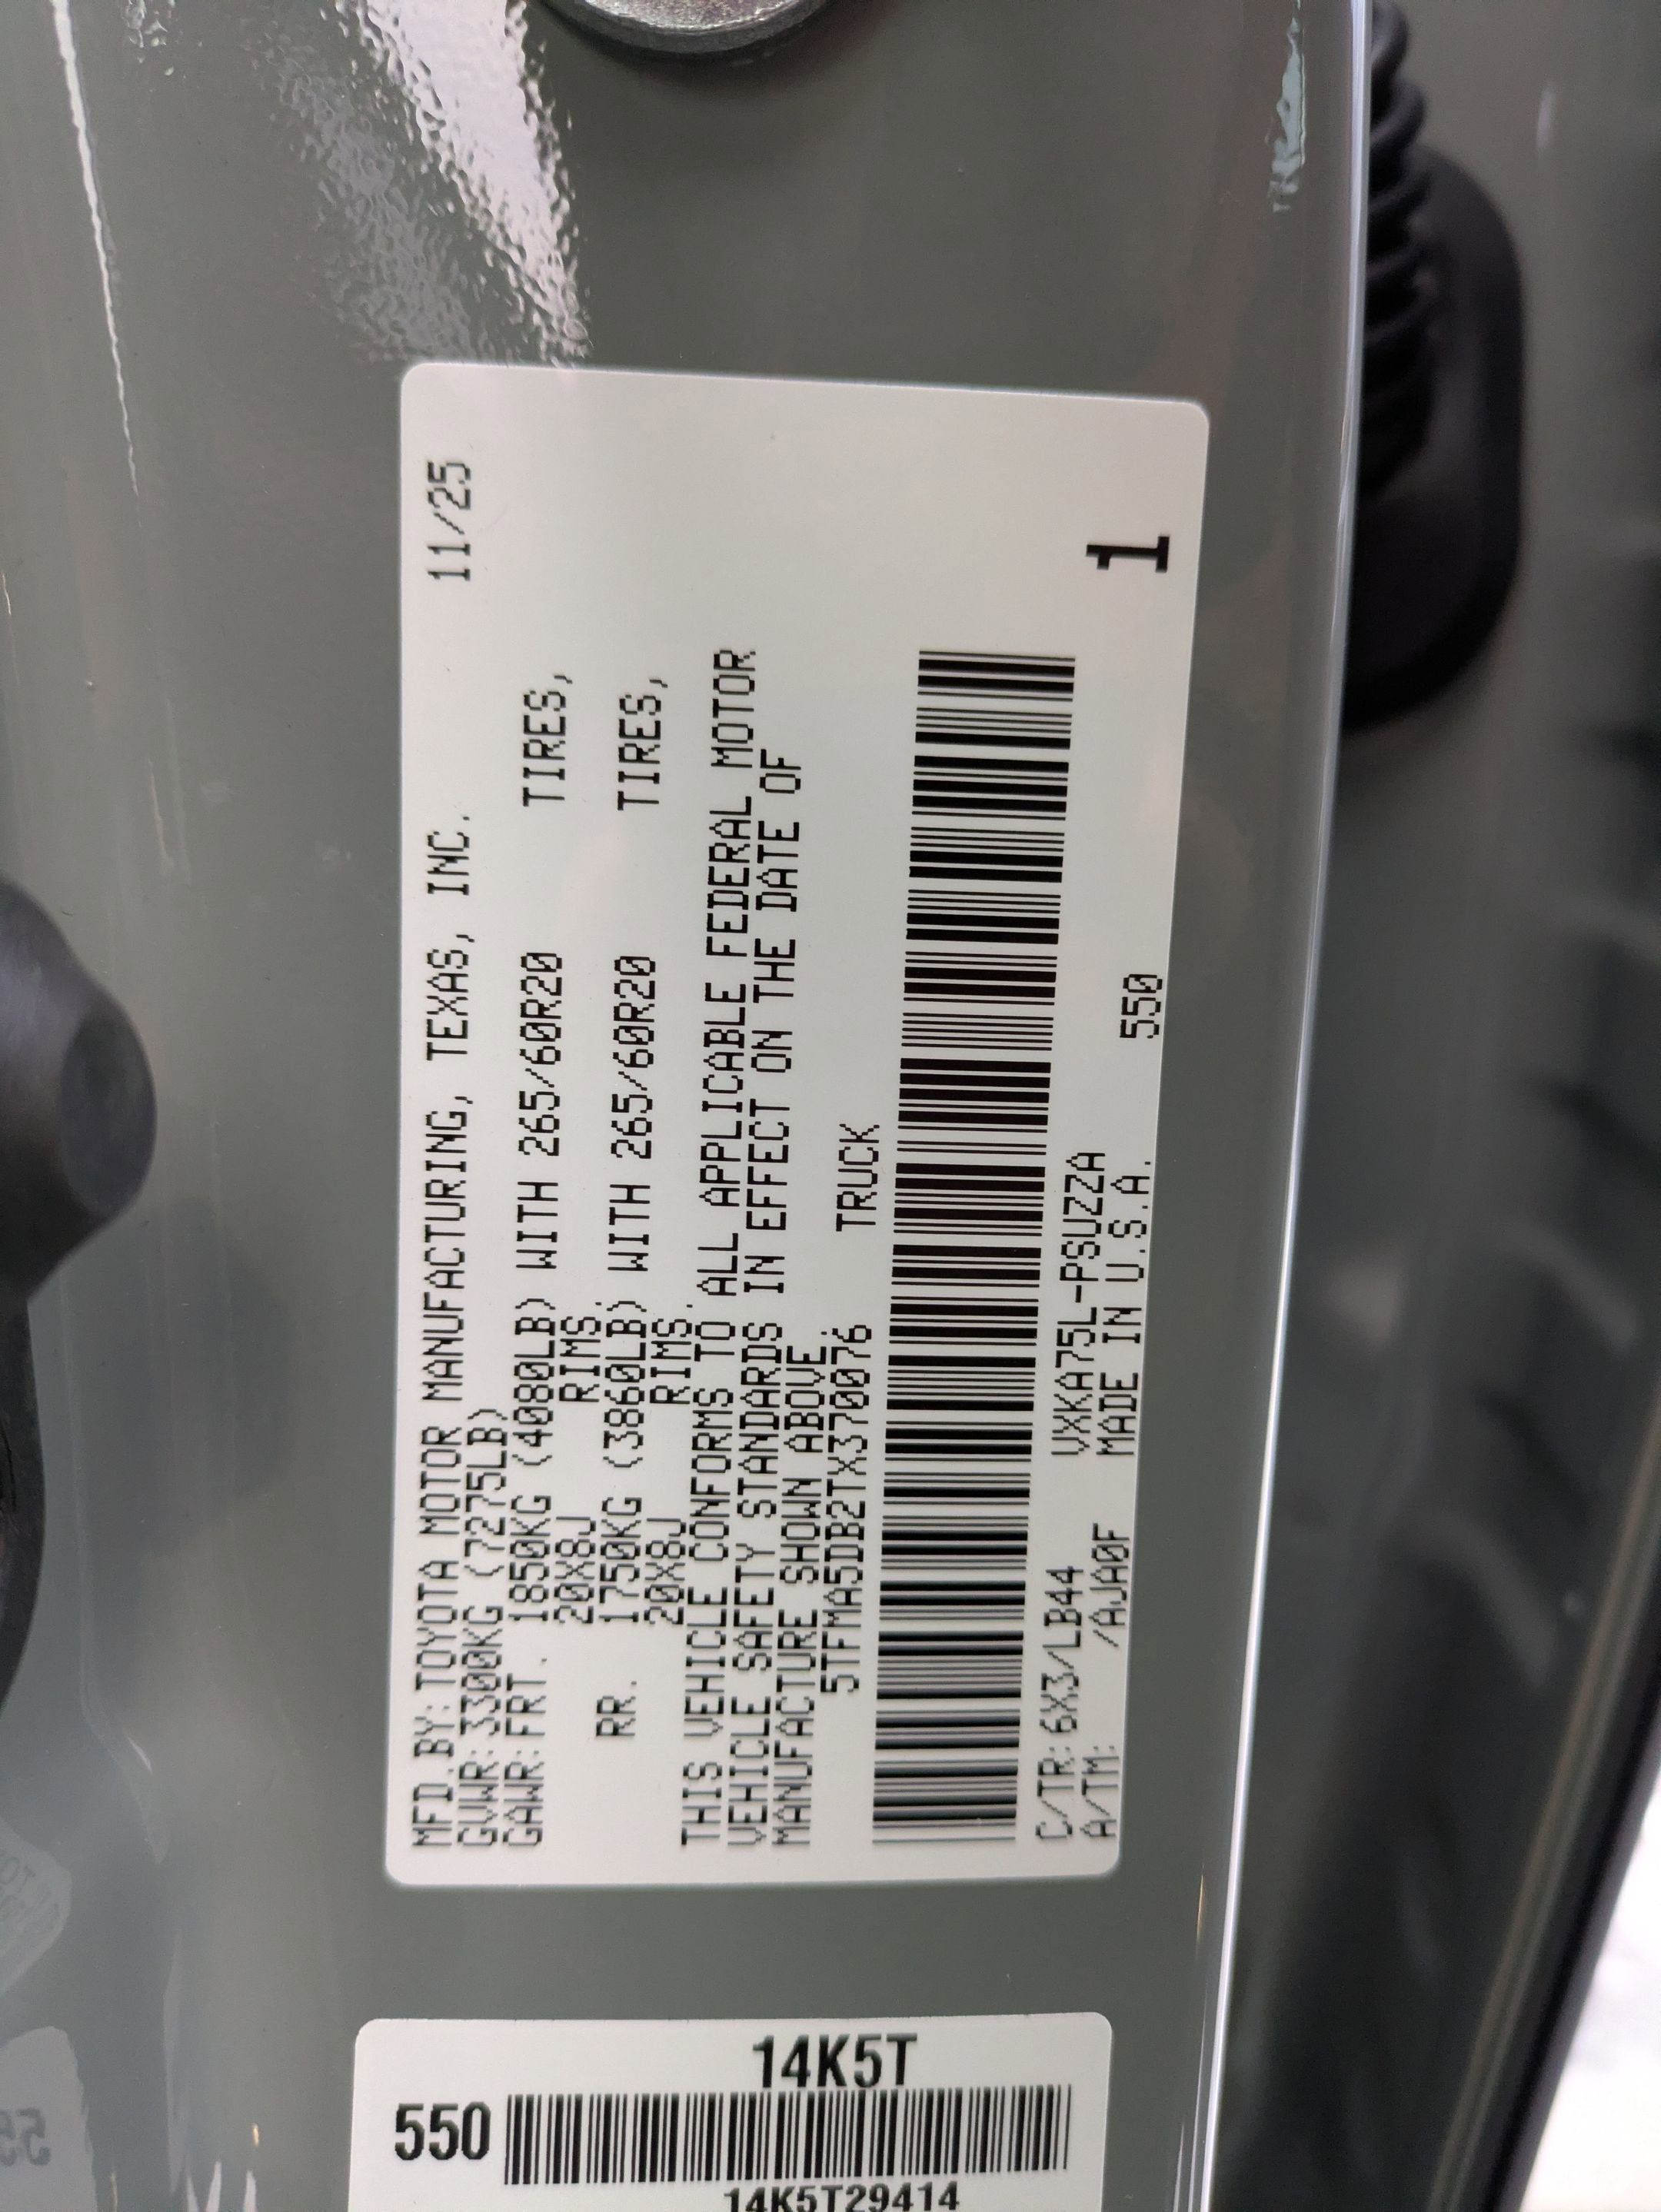 MFD.BY: TOYOTA MOTOR MANUFACTURING, TEXAS, INC. 11/25
GVWR: 3300KG (7275LB)
GAWR: FRT. 1850KG (4080LB) WITH 265/60R20 TIRES,
20X8J RIMS.
RR. 1750KG (3860LB) WITH 265/60R20 TIRES,
20X8J RIMS.
THIS VEHICLE CONFORMS TO ALL APPLICABLE FEDERAL MOTOR
VEHICLE SAFETY STANDARDS IN EFFECT ON THE DATE OF
MANUFACTURE SHOWN ABOVE.
5TFMA5DB2TX370076 TRUCK
C/TR: 6X3/LB44 VXKA75L-PSUZZA
A/TM: /AJA0F MADE IN U.S.A. 550
1
14K5T
550
14K5T29414